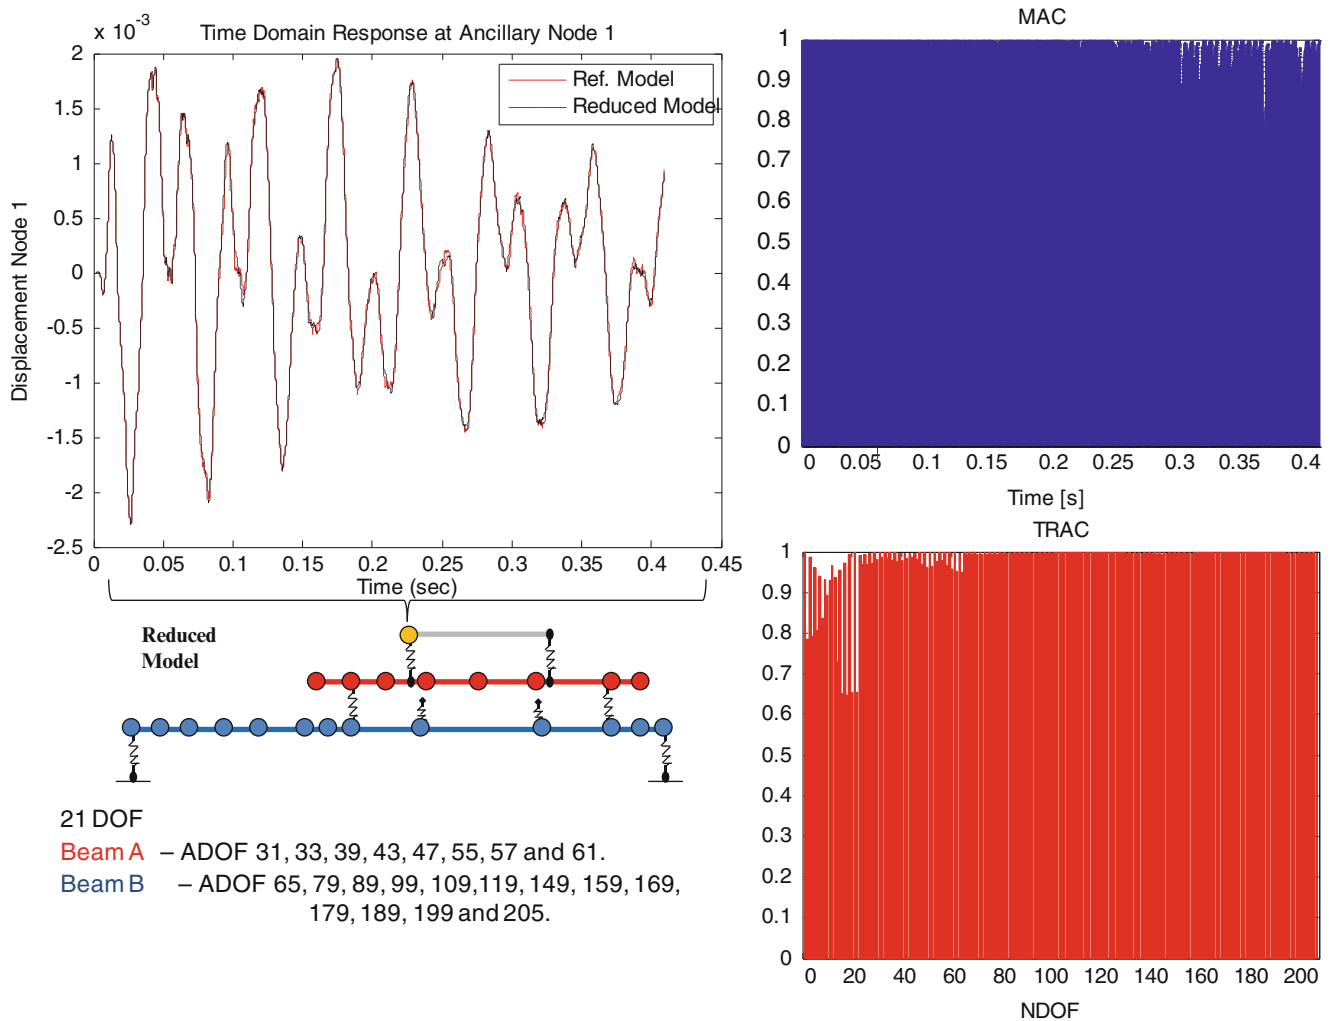 x 10⁻³
Time Domain Response at Ancillary Node 1
2
1.5
1
0.5
0
-0.5
-1
-1.5
-2
-2.5
Displacement Node 1
Ref. Model
Reduced Model
0
0.05
0.1
0.15
0.2
0.25
0.3
0.35
0.4
0.45
Time (sec)
Reduced
Model
21 DOF
Beam A – ADOF 31, 33, 39, 43, 47, 55, 57 and 61.
Beam B – ADOF 65, 79, 89, 99, 109,119, 149, 159, 169,
179, 189, 199 and 205.
MAC
1
0.9
0.8
0.7
0.6
0.5
0.4
0.3
0.2
0.1
0
0 0.05 0.1 0.15 0.2 0.25 0.3 0.35 0.4
Time [s]
TRAC
1
0.9
0.8
0.7
0.6
0.5
0.4
0.3
0.2
0.1
0
0 20 40 60 80 100 120 140 160 180 200
NDOF